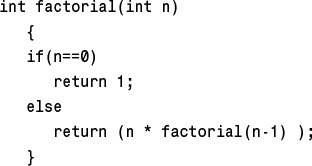 int factorial(int n)
{
if(n==0)
return 1;
else
return (n * factorial(n-1) );
}